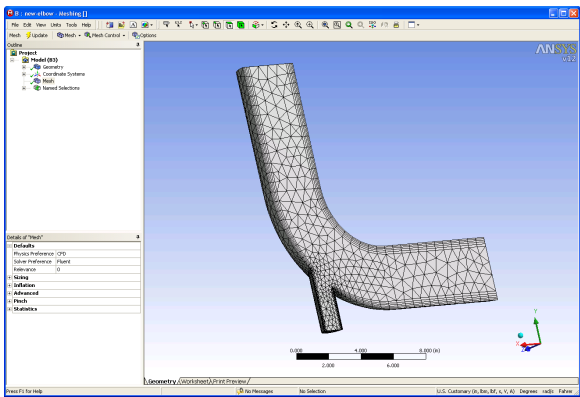 B : new-elbow - Meshing []
File Edit View Units Tools Help
Mesh Update Mesh Mesh Control Options
Outline
Project
Model (B3)
Geometry
Coordinate Systems
Mesh
Named Selections
ANSYS
v12
Details of "Mesh"
Defaults
Physics Preference CFD
Solver Preference Fluent
Relevance 0
Sizing
Inflation
Advanced
Pinch
Statistics
0.000 4.000 8.000 (in)
2.000 6.000
Y
X
Z
Geometry Worksheet Print Preview
Press F1 for Help No Messages No Selection U.S. Customary (in, lbm, lbf, s, V, A) Degrees rad/s Fahrer